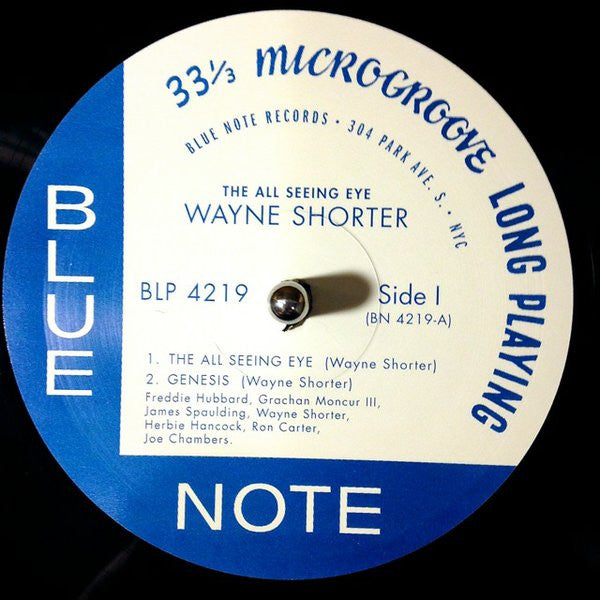 33⅓ MICROGROOVE LONG PLAYING
BLUE NOTE RECORDS • 304 PARK AVE. S. • NYC
THE ALL SEEING EYE
WAYNE SHORTER
BLP 4219
Side I
(BN 4219-A)
1. THE ALL SEEING EYE (Wayne Shorter)
2. GENESIS (Wayne Shorter)
Freddie Hubbard, Grachan Moncur III,
James Spaulding, Wayne Shorter,
Herbie Hancock, Ron Carter,
Joe Chambers.
BLUE
NOTE